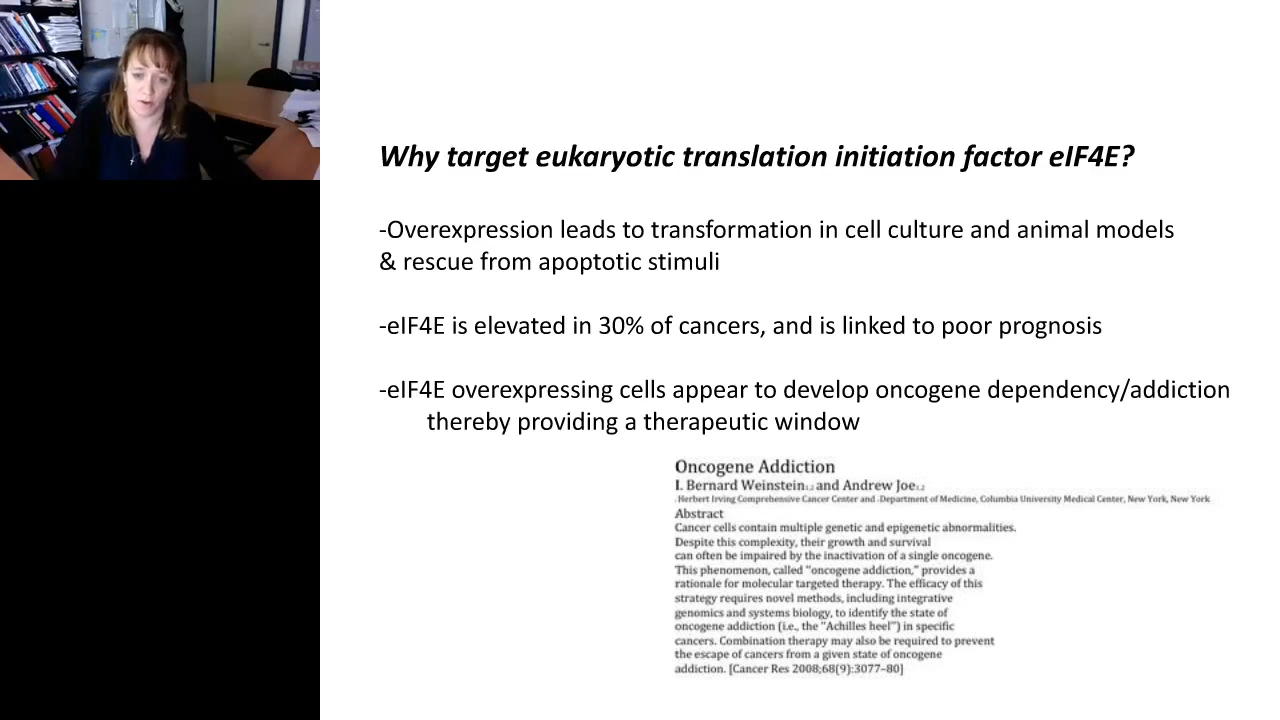 Why target eukaryotic translation initiation factor eIF4E?
-Overexpression leads to transformation in cell culture and animal models
& rescue from apoptotic stimuli
-eIF4E is elevated in 30% of cancers, and is linked to poor prognosis
-eIF4E overexpressing cells appear to develop oncogene dependency/addiction
thereby providing a therapeutic window
Oncogene Addiction
I. Bernard Weinstein1,2 and Andrew Joe1,2
Herbert Irving Comprehensive Cancer Center and Department of Medicine, Columbia University Medical Center, New York, New York
Abstract
Cancer cells contain multiple genetic and epigenetic abnormalities.
Despite this complexity, their growth and survival
can often be impaired by the inactivation of a single oncogene.
This phenomenon, called "oncogene addiction," provides a
rationale for molecular targeted therapy. The efficacy of this
strategy requires novel methods, including integrative
genomics and systems biology, to identify the state of
oncogene addiction (i.e., the "Achilles heel") in specific
cancers. Combination therapy may also be required to prevent
the escape of cancers from a given state of oncogene
addiction. [Cancer Res 2008;68(9):3077–80]